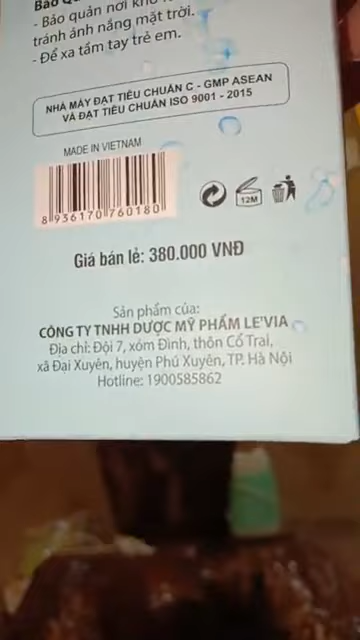 Bảo
- Bảo quản nơi khô
tránh ánh nắng mặt trời.
- Để xa tầm tay trẻ em.
NHÀ MÁY ĐẠT TIÊU CHUẨN C - GMP ASEAN
VÀ ĐẠT TIÊU CHUẨN ISO 9001 - 2015
MADE IN VIETNAM
8 936170 760180
12M
Giá bán lẻ: 380.000 VNĐ
Sản phẩm của:
CÔNG TY TNHH DƯỢC MỸ PHẨM LE'VIA
Địa chỉ: Đội 7, xóm Đình, thôn Cổ Trai,
xã Đại Xuyên, huyện Phú Xuyên, TP. Hà Nội
Hotline: 1900585862